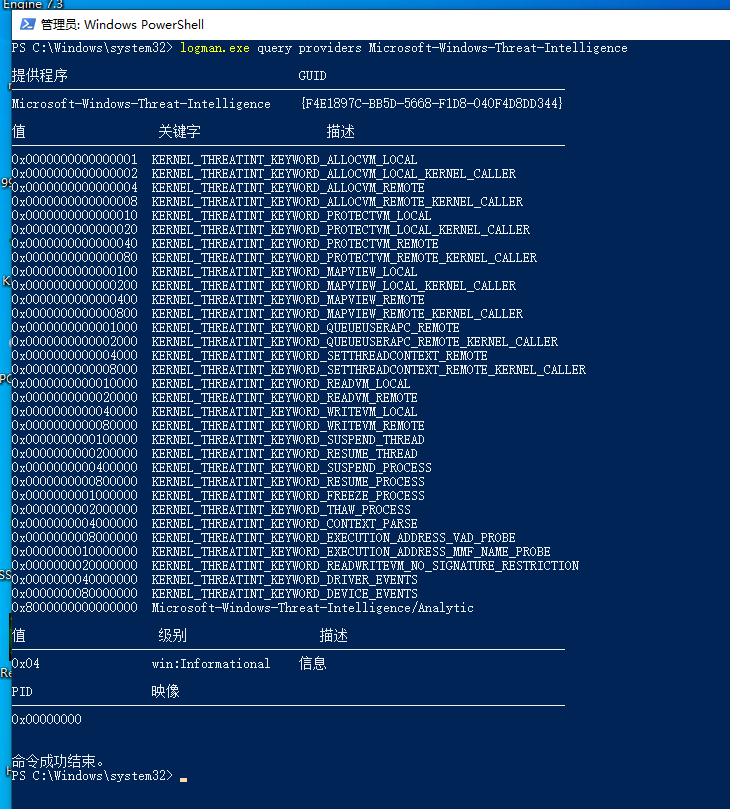 Engine 7.3
管理员: Windows PowerShell
PS C:\Windows\system32> logman.exe query providers Microsoft-Windows-Threat-Intelligence
提供程序 GUID
Microsoft-Windows-Threat-Intelligence {F4E1897C-BB5D-5668-F1D8-040F4D8DD344}
值 关键字 描述
0x0000000000000001 KERNEL_THREATINT_KEYWORD_ALLOCVM_LOCAL
0x0000000000000002 KERNEL_THREATINT_KEYWORD_ALLOCVM_LOCAL_KERNEL_CALLER
0x0000000000000004 KERNEL_THREATINT_KEYWORD_ALLOCVM_REMOTE
0x0000000000000008 KERNEL_THREATINT_KEYWORD_ALLOCVM_REMOTE_KERNEL_CALLER
0x0000000000000010 KERNEL_THREATINT_KEYWORD_PROTECTVM_LOCAL
0x0000000000000020 KERNEL_THREATINT_KEYWORD_PROTECTVM_LOCAL_KERNEL_CALLER
0x0000000000000040 KERNEL_THREATINT_KEYWORD_PROTECTVM_REMOTE
0x0000000000000080 KERNEL_THREATINT_KEYWORD_PROTECTVM_REMOTE_KERNEL_CALLER
0x0000000000000100 KERNEL_THREATINT_KEYWORD_MAPVIEW_LOCAL
0x0000000000000200 KERNEL_THREATINT_KEYWORD_MAPVIEW_LOCAL_KERNEL_CALLER
0x0000000000000400 KERNEL_THREATINT_KEYWORD_MAPVIEW_REMOTE
0x0000000000000800 KERNEL_THREATINT_KEYWORD_MAPVIEW_REMOTE_KERNEL_CALLER
0x0000000000001000 KERNEL_THREATINT_KEYWORD_QUEUEUSERAPC_REMOTE
0x0000000000002000 KERNEL_THREATINT_KEYWORD_QUEUEUSERAPC_REMOTE_KERNEL_CALLER
0x0000000000004000 KERNEL_THREATINT_KEYWORD_SETTHREADCONTEXT_REMOTE
0x0000000000008000 KERNEL_THREATINT_KEYWORD_SETTHREADCONTEXT_REMOTE_KERNEL_CALLER
0x0000000000010000 KERNEL_THREATINT_KEYWORD_READVM_LOCAL
0x0000000000020000 KERNEL_THREATINT_KEYWORD_READVM_REMOTE
0x0000000000040000 KERNEL_THREATINT_KEYWORD_WRITEVM_LOCAL
0x0000000000080000 KERNEL_THREATINT_KEYWORD_WRITEVM_REMOTE
0x0000000000100000 KERNEL_THREATINT_KEYWORD_SUSPEND_THREAD
0x0000000000200000 KERNEL_THREATINT_KEYWORD_RESUME_THREAD
0x0000000000400000 KERNEL_THREATINT_KEYWORD_SUSPEND_PROCESS
0x0000000000800000 KERNEL_THREATINT_KEYWORD_RESUME_PROCESS
0x0000000001000000 KERNEL_THREATINT_KEYWORD_FREEZE_PROCESS
0x0000000002000000 KERNEL_THREATINT_KEYWORD_THAW_PROCESS
0x0000000004000000 KERNEL_THREATINT_KEYWORD_CONTEXT_PARSE
0x0000000008000000 KERNEL_THREATINT_KEYWORD_EXECUTION_ADDRESS_VAD_PROBE
0x0000000010000000 KERNEL_THREATINT_KEYWORD_EXECUTION_ADDRESS_MMF_NAME_PROBE
0x0000000020000000 KERNEL_THREATINT_KEYWORD_READWRITEVM_NO_SIGNATURE_RESTRICTION
0x0000000040000000 KERNEL_THREATINT_KEYWORD_DRIVER_EVENTS
0x0000000080000000 KERNEL_THREATINT_KEYWORD_DEVICE_EVENTS
0x8000000000000000 Microsoft-Windows-Threat-Intelligence/Analytic
值 级别 描述
0x04 win:Informational 信息
PID 映像
0x00000000
命令成功结束。
PS C:\Windows\system32>